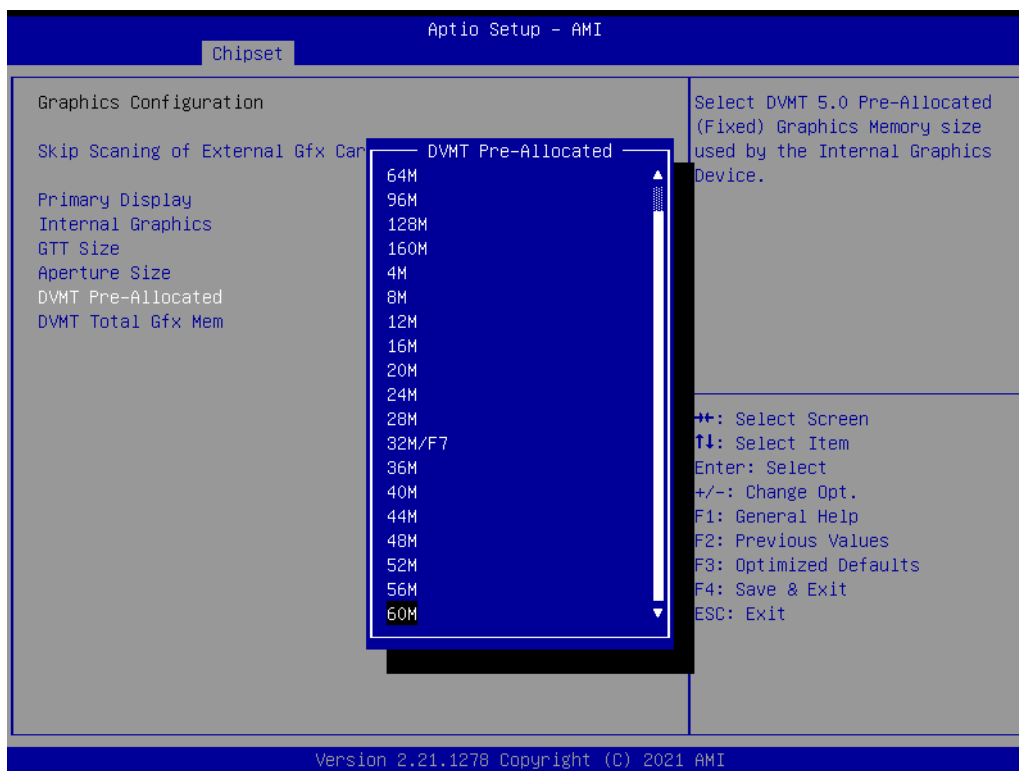 Aptio Setup – AMI
Chipset
Graphics Configuration
Skip Scaning of External Gfx Car
Primary Display
Internal Graphics
GTT Size
Aperture Size
DVMT Pre-Allocated
DVMT Total Gfx Mem
DVMT Pre-Allocated
64M
96M
128M
160M
4M
8M
12M
16M
20M
24M
28M
32M/F7
36M
40M
44M
48M
52M
56M
60M
Select DVMT 5.0 Pre-Allocated
(Fixed) Graphics Memory size
used by the Internal Graphics
Device.
→←: Select Screen
↑↓: Select Item
Enter: Select
+/-: Change Opt.
F1: General Help
F2: Previous Values
F3: Optimized Defaults
F4: Save & Exit
ESC: Exit
Version 2.21.1278 Copyright (C) 2021 AMI